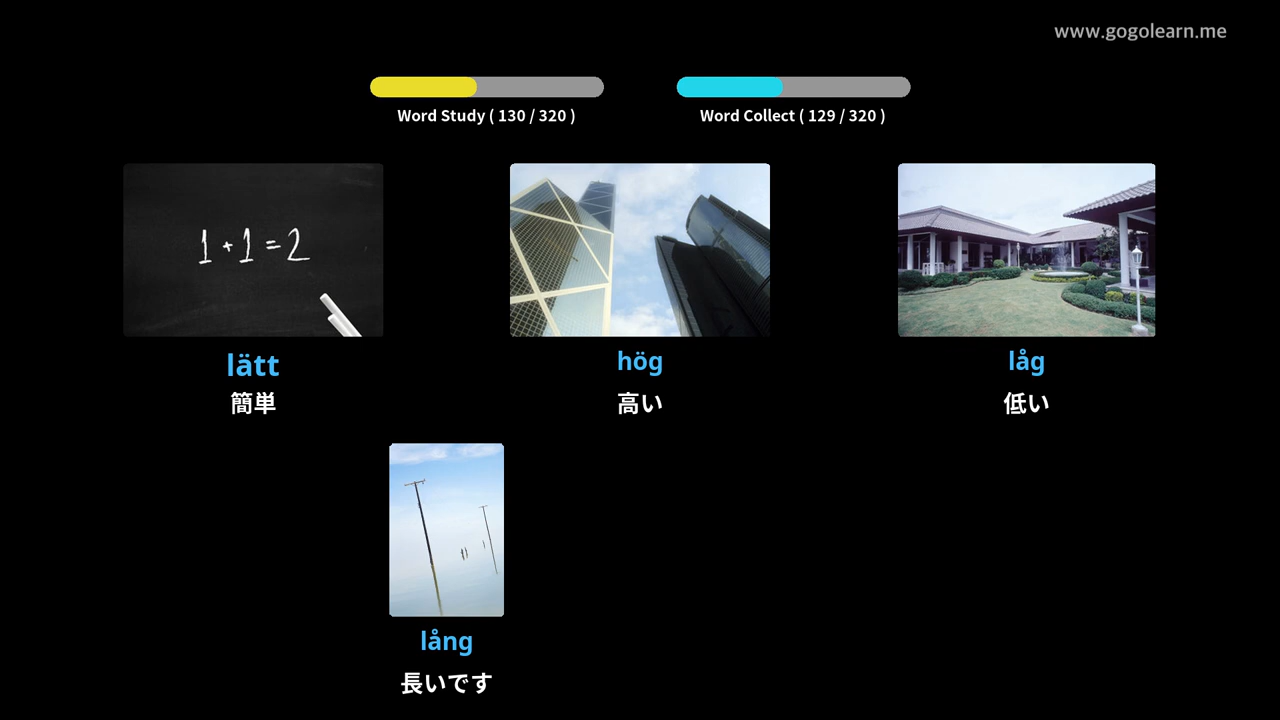 www.gogolearn.me
Word Study ( 130 / 320 )
Word Collect ( 129 / 320 )
1 + 1 = 2
lätt
簡単
hög
高い
låg
低い
lång
長いです